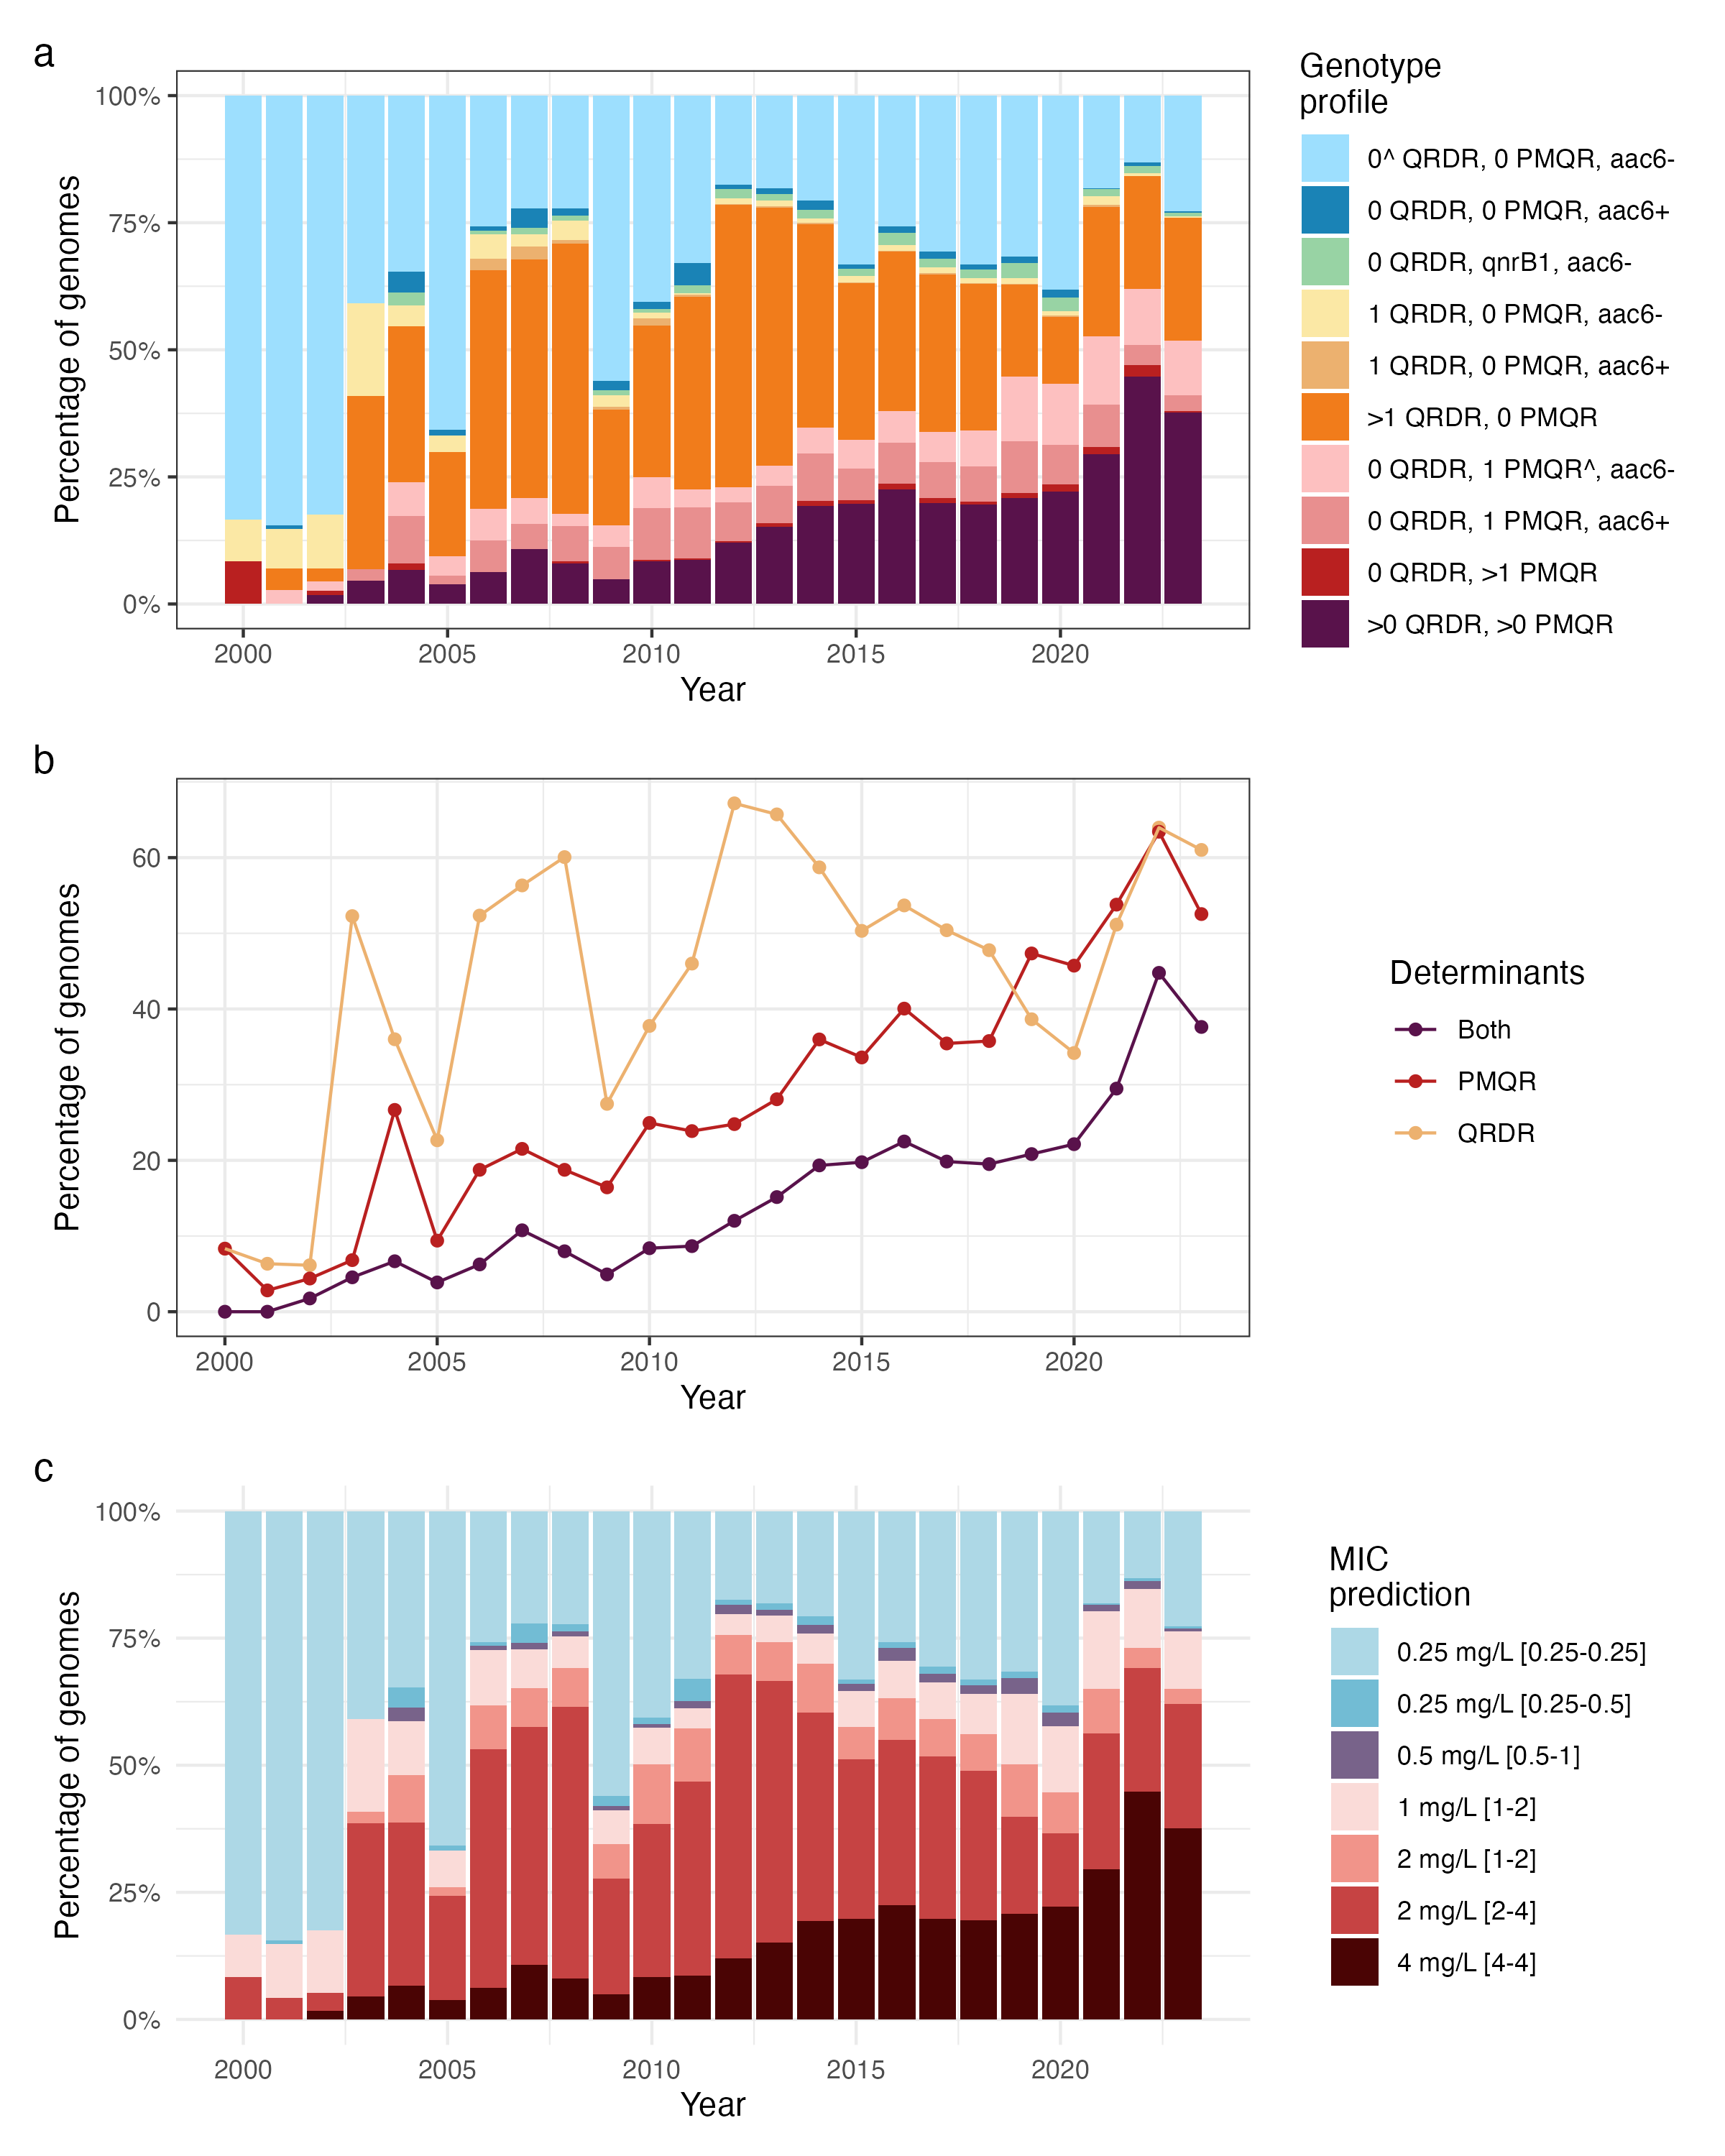 a
Genotype
profile
100%
75%
50%
25%
0%
Percentage of genomes
2000
2005
2010
2015
2020
Year
0^ QRDR, 0 PMQR, aac6-
0 QRDR, 0 PMQR, aac6+
0 QRDR, qnrB1, aac6-
1 QRDR, 0 PMQR, aac6-
1 QRDR, 0 PMQR, aac6+
>1 QRDR, 0 PMQR
0 QRDR, 1 PMQR^, aac6-
0 QRDR, 1 PMQR, aac6+
0 QRDR, >1 PMQR
>0 QRDR, >0 PMQR
b
60
40
20
0
Percentage of genomes
2000
2005
2010
2015
2020
Year
Determinants
Both
PMQR
QRDR
c
100%
75%
50%
25%
0%
Percentage of genomes
2000
2005
2010
2015
2020
Year
MIC
prediction
0.25 mg/L [0.25-0.25]
0.25 mg/L [0.25-0.5]
0.5 mg/L [0.5-1]
1 mg/L [1-2]
2 mg/L [1-2]
2 mg/L [2-4]
4 mg/L [4-4]